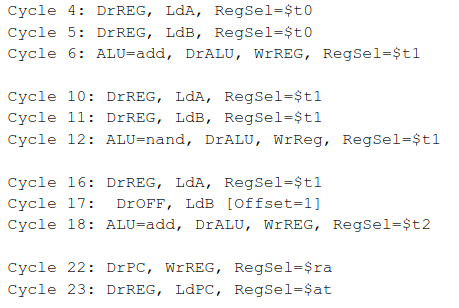 Cycle 4: DrREG, LdA, RegSel=$t0
Cycle 5: DrREG, LdB, RegSel=$t0
Cycle 6: ALU=add, DrALU, WrREG, RegSel=$t1
Cycle 10: DrREG, LdA, RegSel=$t1
Cycle 11: DrREG, LdB, RegSel=$t1
Cycle 12: ALU=nand, DrALU, WrReg, RegSel=$t1
Cycle 16: DrREG, LdA, RegSel=$t1
Cycle 17:  DrOFF, LdB [Offset=1]
Cycle 18: ALU=add, DrALU, WrREG, RegSel=$t2
Cycle 22: DrPC, WrREG, RegSel=$ra
Cycle 23: DrREG, LdPC, RegSel=$at